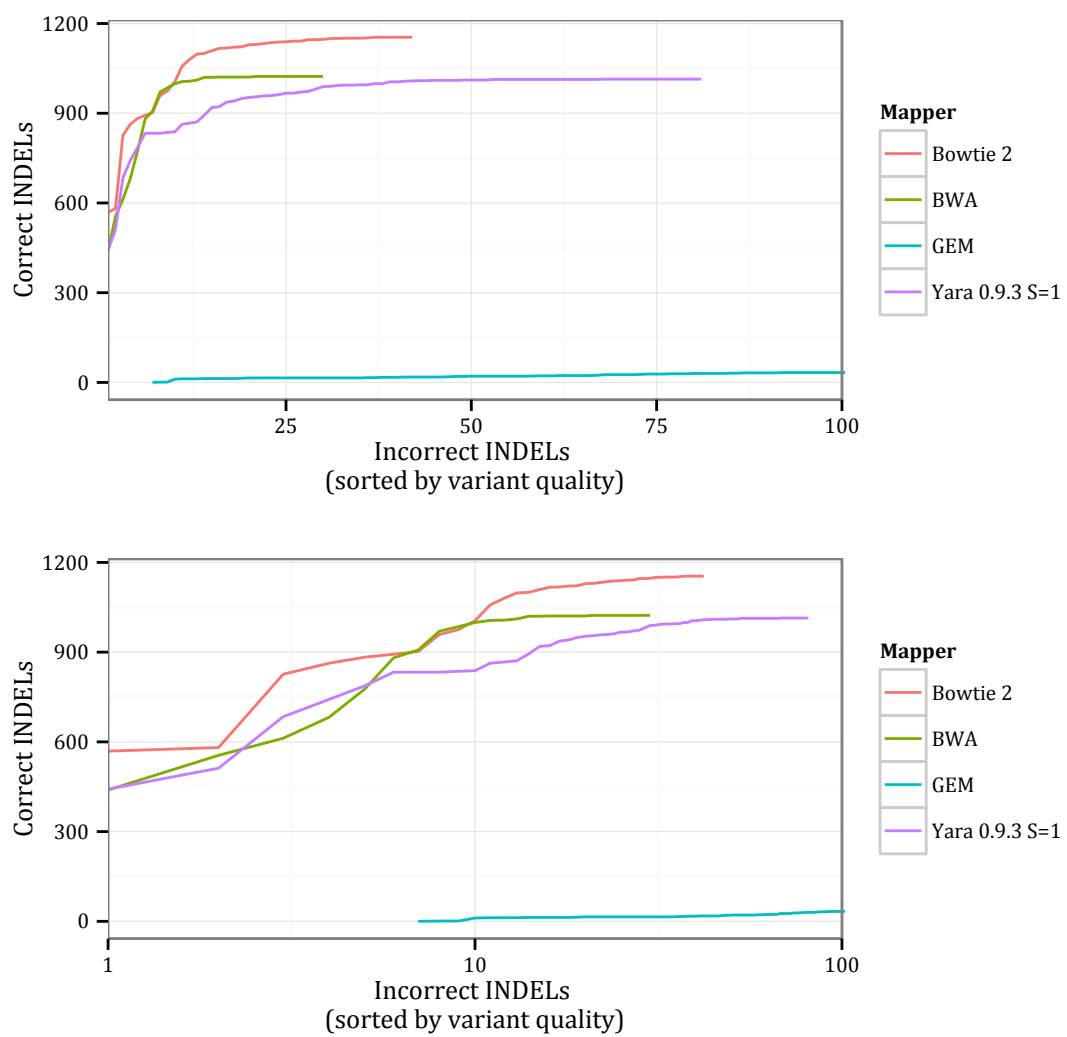 1200
900
600
300
0
Correct INDELs
25
50
75
100
Incorrect INDELs
(sorted by variant quality)
Mapper
Bowtie 2
BWA
GEM
Yara 0.9.3 S=1
1200
900
600
300
0
Correct INDELs
1
10
100
Incorrect INDELs
(sorted by variant quality)
Mapper
Bowtie 2
BWA
GEM
Yara 0.9.3 S=1